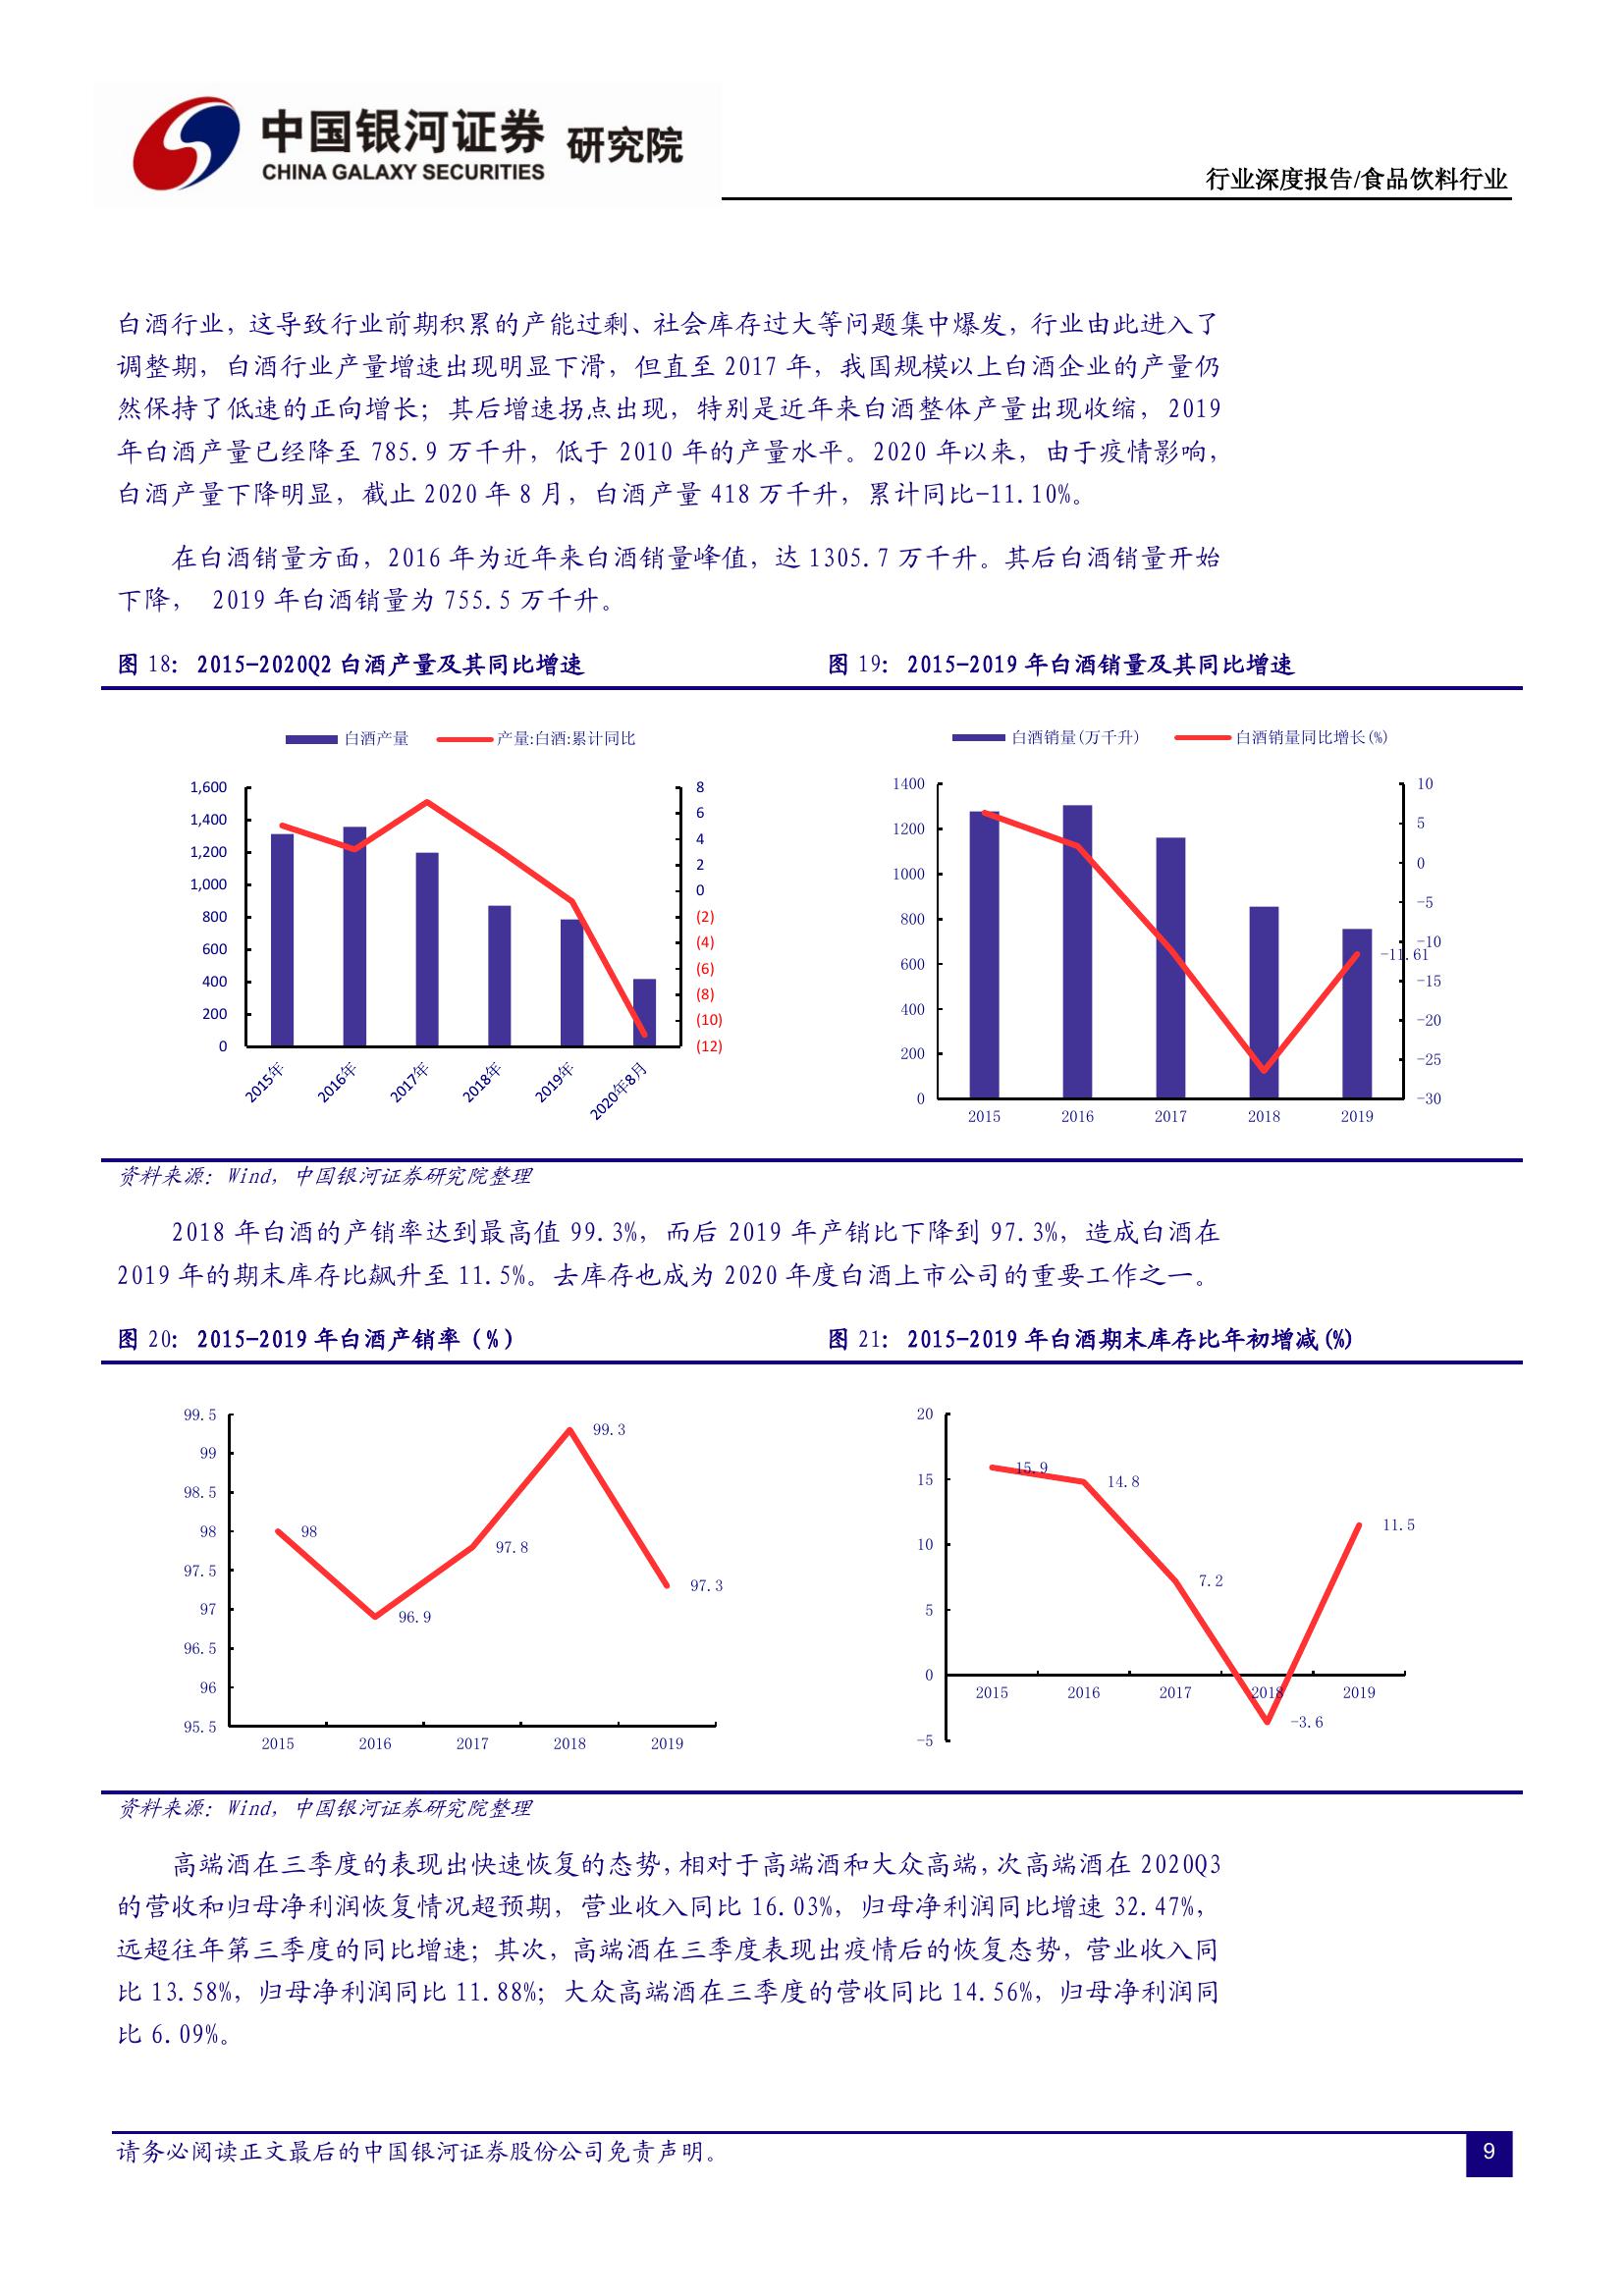 中国银河证券 研究院
CHINA GALAXY SECURITIES
行业深度报告/食品饮料行业
白酒行业，这导致行业前期积累的产能过剩、社会库存过大等问题集中爆发，行业由此进入了
调整期，白酒行业产量增速出现明显下滑，但直至 2017 年，我国规模以上白酒企业的产量仍
然保持了低速的正向增长；其后增速拐点出现，特别是近年来白酒整体产量出现收缩，2019
年白酒产量已经降至 785.9 万千升，低于 2010 年的产量水平。2020 年以来，由于疫情影响，
白酒产量下降明显，截止 2020 年 8 月，白酒产量 418 万千升，累计同比-11.10%。
在白酒销量方面，2016 年为近年来白酒销量峰值，达 1305.7 万千升。其后白酒销量开始
下降， 2019 年白酒销量为 755.5 万千升。
图 18： 2015-2020Q2 白酒产量及其同比增速
白酒产量 产量:白酒:累计同比
1,600
1,400
1,200
1,000
800
600
400
200
0
8
6
4
2
0
(2)
(4)
(6)
(8)
(10)
(12)
2015年 2016年 2017年 2018年 2019年 2020年8月
图 19： 2015-2019 年白酒销量及其同比增速
白酒销量(万千升) 白酒销量同比增长(%)
1400
1200
1000
800
600
400
200
0
10
5
0
-5
-10
-15
-20
-25
-30
-11.61
2015 2016 2017 2018 2019
资料来源：Wind，中国银河证券研究院整理
2018 年白酒的产销率达到最高值 99.3%，而后 2019 年产销比下降到 97.3%，造成白酒在
2019 年的期末库存比飙升至 11.5%。去库存也成为 2020 年度白酒上市公司的重要工作之一。
图 20： 2015-2019 年白酒产销率（%）
99.5
99
98.5
98
97.5
97
96.5
96
95.5
98
96.9
97.8
99.3
97.3
2015 2016 2017 2018 2019
图 21： 2015-2019 年白酒期末库存比年初增减(%)
20
15
10
5
0
-5
15.9
14.8
7.2
-3.6
11.5
2015 2016 2017 2018 2019
资料来源：Wind，中国银河证券研究院整理
高端酒在三季度的表现出快速恢复的态势，相对于高端酒和大众高端，次高端酒在 2020Q3
的营收和归母净利润恢复情况超预期，营业收入同比 16.03%，归母净利润同比增速 32.47%，
远超往年第三季度的同比增速；其次，高端酒在三季度表现出疫情后的恢复态势，营业收入同
比 13.58%，归母净利润同比 11.88%；大众高端酒在三季度的营收同比 14.56%，归母净利润同
比 6.09%。
请务必阅读正文最后的中国银河证券股份公司免责声明。
9